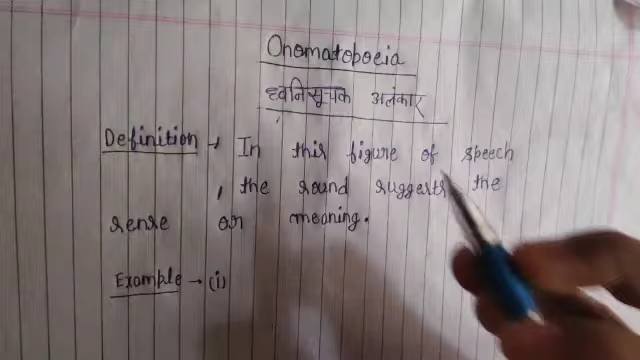 Onomatopoeia
ध्वनिसूचक अलंकार
Definition → In this figure of speech
, the sound suggests the
sense or meaning.
Example → (i)